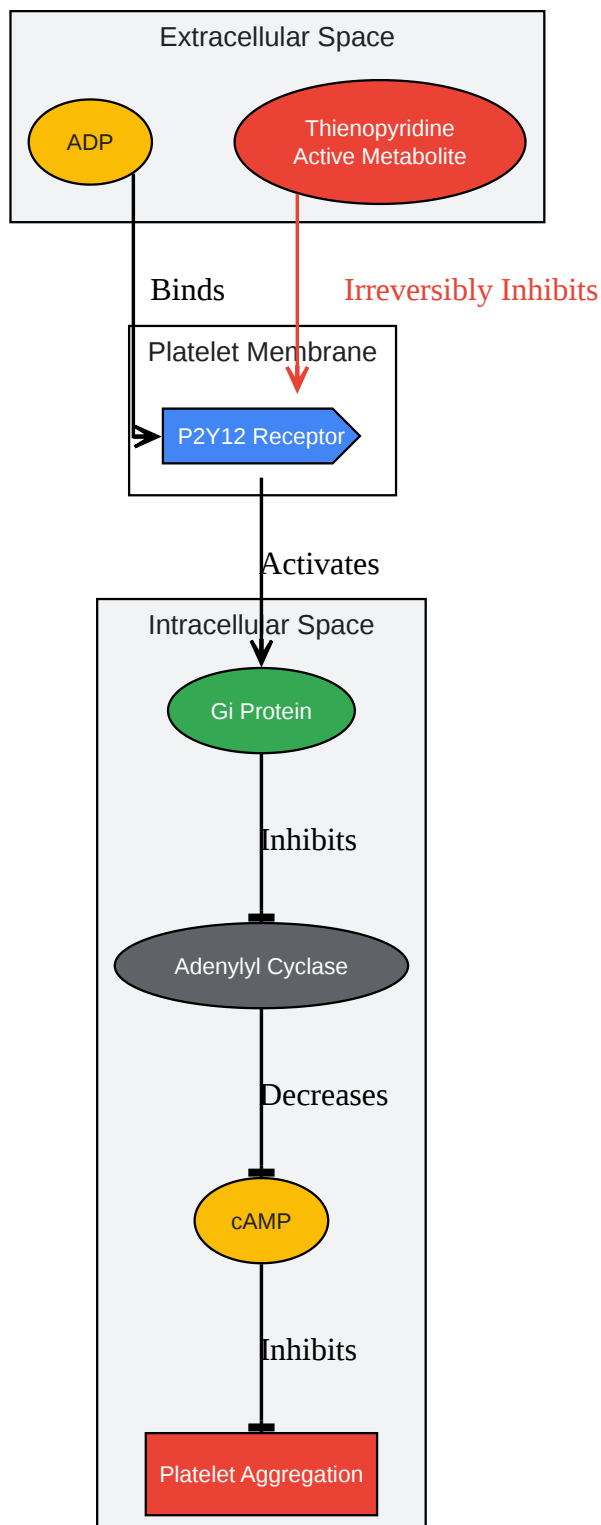 Extracellular Space
ADP
Thienopyridine
Active Metabolite
Binds
Irreversibly Inhibits
Platelet Membrane
P2Y12 Receptor
Activates
Intracellular Space
Gi Protein
Inhibits
Adenylyl Cyclase
Decreases
cAMP
Inhibits
Platelet Aggregation